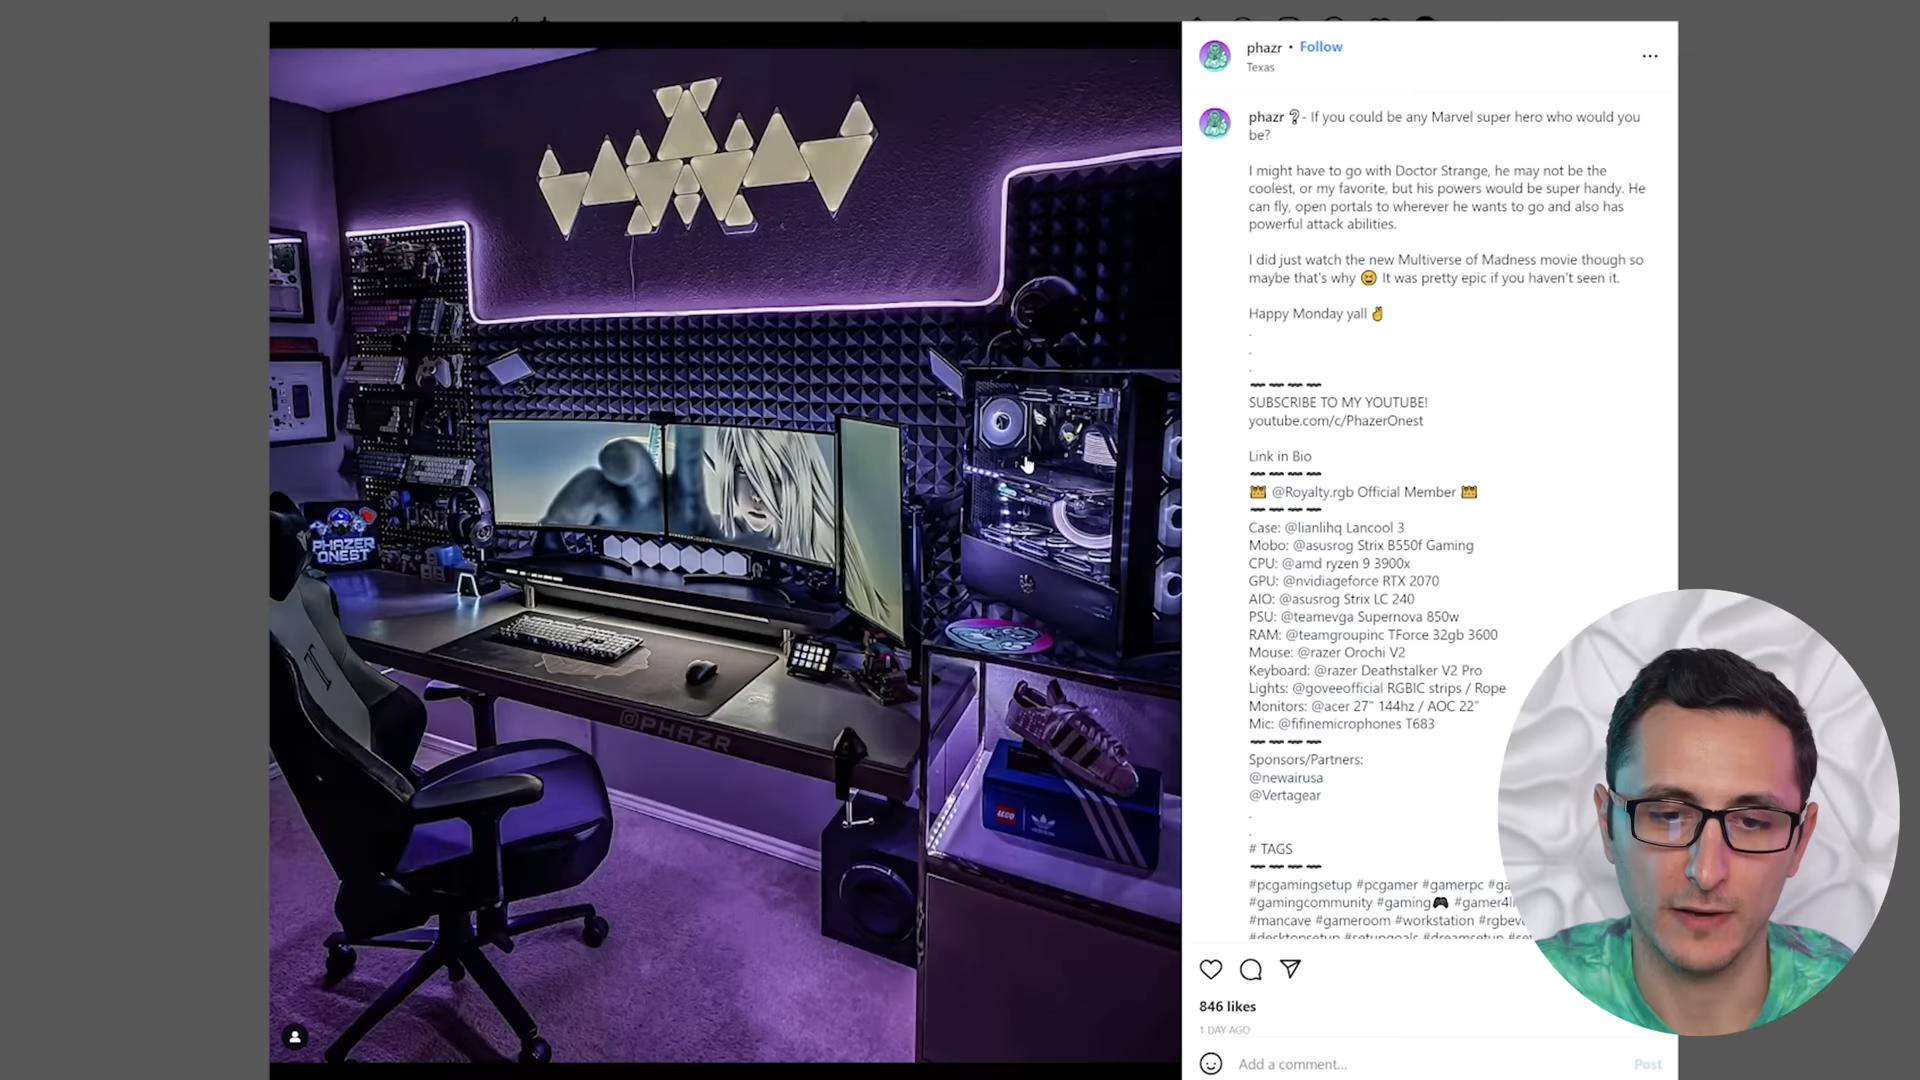 phazr • Follow
Texas
phazr - If you could be any Marvel super hero who would you
be?
I might have to go with Doctor Strange, he may not be the
coolest, or my favorite, but his powers would be super handy. He
can fly, open portals to wherever he wants to go and also has
powerful attack abilities.
I did just watch the new Multiverse of Madness movie though so
maybe that's why 😆 It was pretty epic if you haven't seen it.
Happy Monday yall ✌
.
.
.
SUBSCRIBE TO MY YOUTUBE!
youtube.com/c/PhazerOnest
Link in Bio
👑 @Royalty.rgb Official Member 👑
Case: @lianlihq Lancool 3
Mobo: @asusrog Strix B550f Gaming
CPU: @amd ryzen 9 3900x
GPU: @nvidiageforce RTX 2070
AIO: @asusrog Strix LC 240
PSU: @teamevga Supernova 850w
RAM: @teamgroupinc TForce 32gb 3600
Mouse: @razer Orochi V2
Keyboard: @razer Deathstalker V2 Pro
Lights: @goveeofficial RGBIC strips / Rope
Monitors: @acer 27" 144hz / AOC 22"
Mic: @fifinemicrophones T683
Sponsors/Partners:
@newairusa
@Vertagear
.
.
# TAGS
#pcgamingsetup #pcgamer #gamerpc
#gamingcommunity #gaming🎮
#mancave #gameroom #workstation
#desktopsetup #setupgoals #dreamsetup
846 likes
1 DAY AGO
Add a comment...
Post
PHAZER
ONEST
@PHAZR
LEGO
adidas